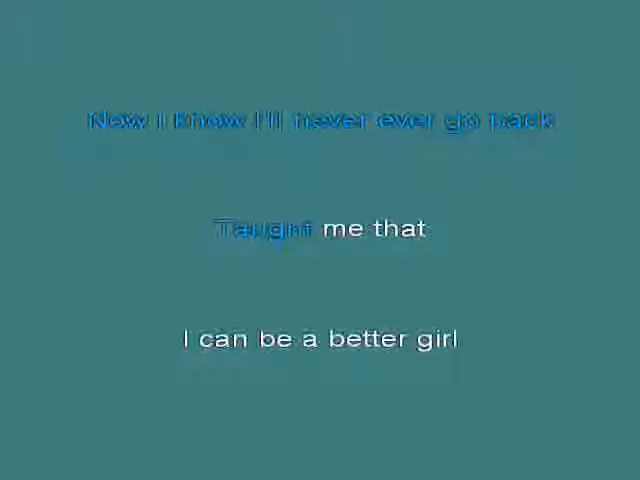 Now I know I'll never ever go back
Taught me that
I can be a better girl